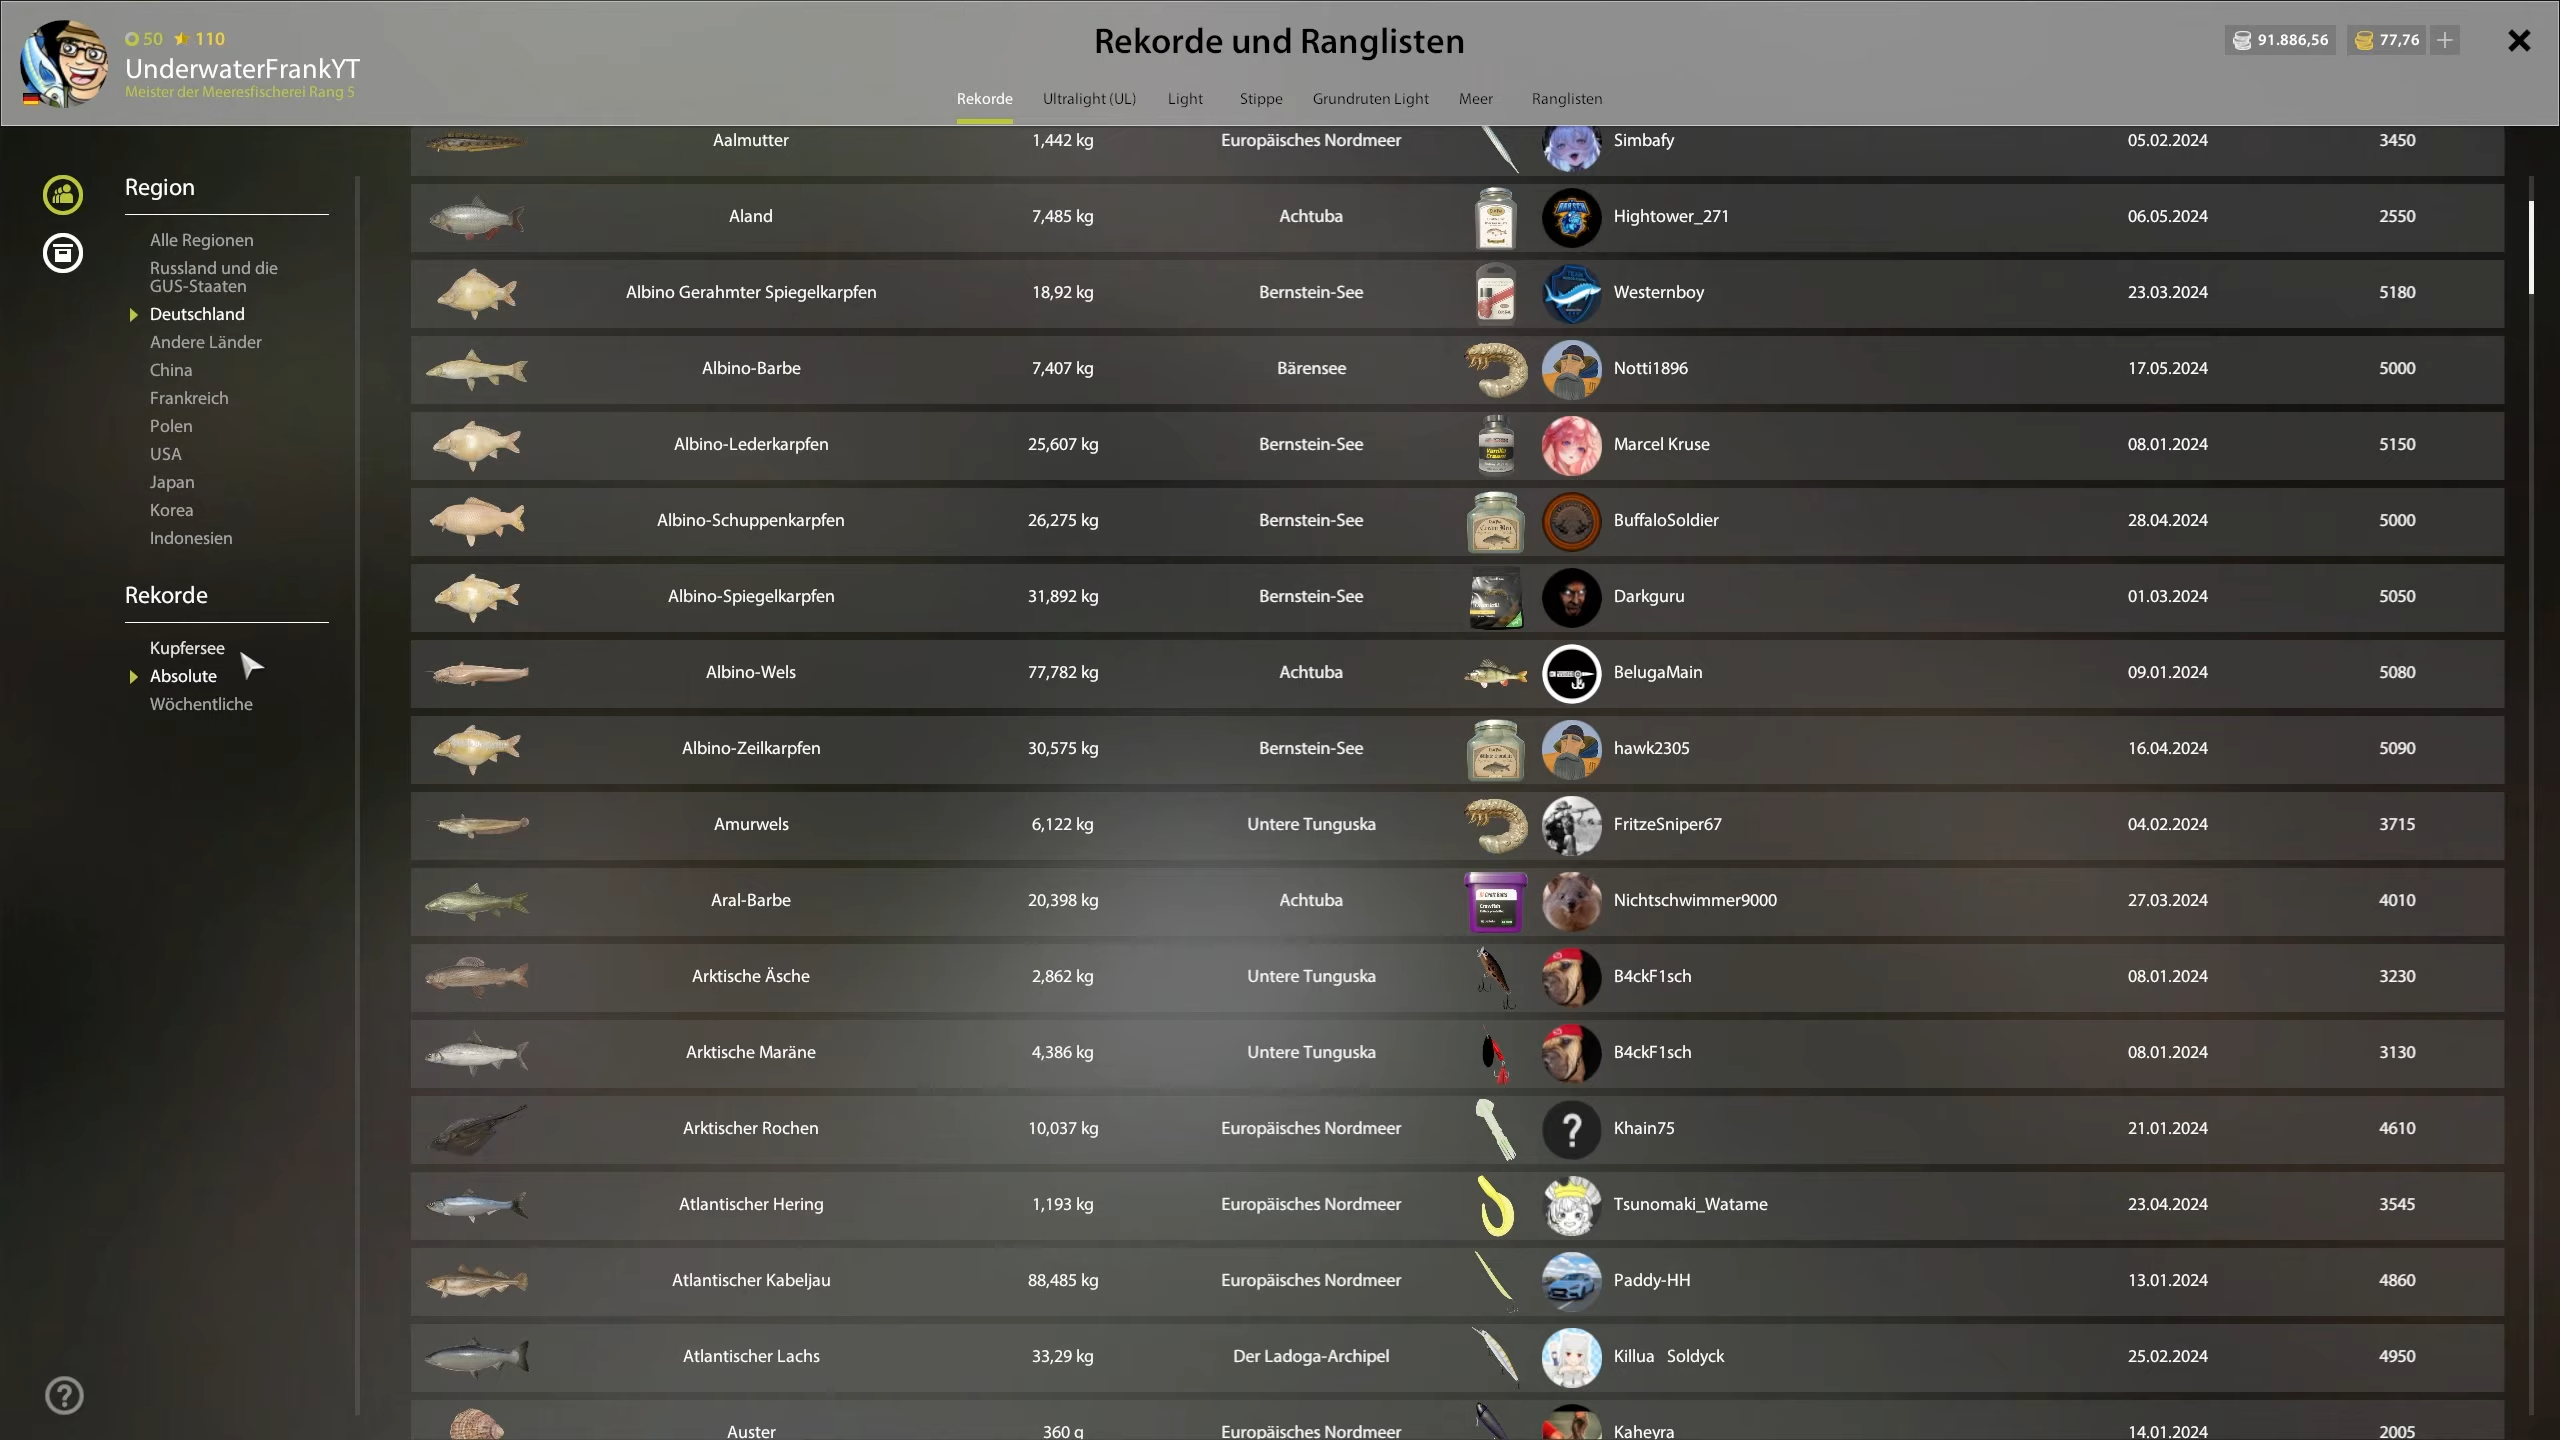 50 110
UnderwaterFrankYT
Meister der Meeresfischerei Rang 5
Rekorde und Ranglisten
91.886,56 77,76 +
Rekorde Ultralight (UL) Light Stippe Grundruten Light Meer Ranglisten
Region
Alle Regionen
Russland und die
GUS-Staaten
Deutschland
Andere Länder
China
Frankreich
Polen
USA
Japan
Korea
Indonesien
Rekorde
Kupfersee
Absolute
Wöchentliche
?
Aalmutter 1,442 kg Europäisches Nordmeer Simbafy 05.02.2024 3450
Aland 7,485 kg Achtuba Hightower_271 06.05.2024 2550
Albino Gerahmter Spiegelkarpfen 18,92 kg Bernstein-See Westernboy 23.03.2024 5180
Albino-Barbe 7,407 kg Bärensee Notti1896 17.05.2024 5000
Albino-Lederkarpfen 25,607 kg Bernstein-See Marcel Kruse 08.01.2024 5150
Albino-Schuppenkarpfen 26,275 kg Bernstein-See BuffaloSoldier 28.04.2024 5000
Albino-Spiegelkarpfen 31,892 kg Bernstein-See Darkguru 01.03.2024 5050
Albino-Wels 77,782 kg Achtuba BelugaMain 09.01.2024 5080
Albino-Zeilkarpfen 30,575 kg Bernstein-See hawk2305 16.04.2024 5090
Amurwels 6,122 kg Untere Tunguska FritzeSniper67 04.02.2024 3715
Aral-Barbe 20,398 kg Achtuba Nichtschwimmer9000 27.03.2024 4010
Arktische Äsche 2,862 kg Untere Tunguska B4ckF1sch 08.01.2024 3230
Arktische Maräne 4,386 kg Untere Tunguska B4ckF1sch 08.01.2024 3130
Arktischer Rochen 10,037 kg Europäisches Nordmeer ? Khain75 21.01.2024 4610
Atlantischer Hering 1,193 kg Europäisches Nordmeer Tsunomaki_Watame 23.04.2024 3545
Atlantischer Kabeljau 88,485 kg Europäisches Nordmeer Paddy-HH 13.01.2024 4860
Atlantischer Lachs 33,29 kg Der Ladoga-Archipel Killua Soldyck 25.02.2024 4950
Auster 360 g Europäisches Nordmeer Kaheyra 14.01.2024 2005